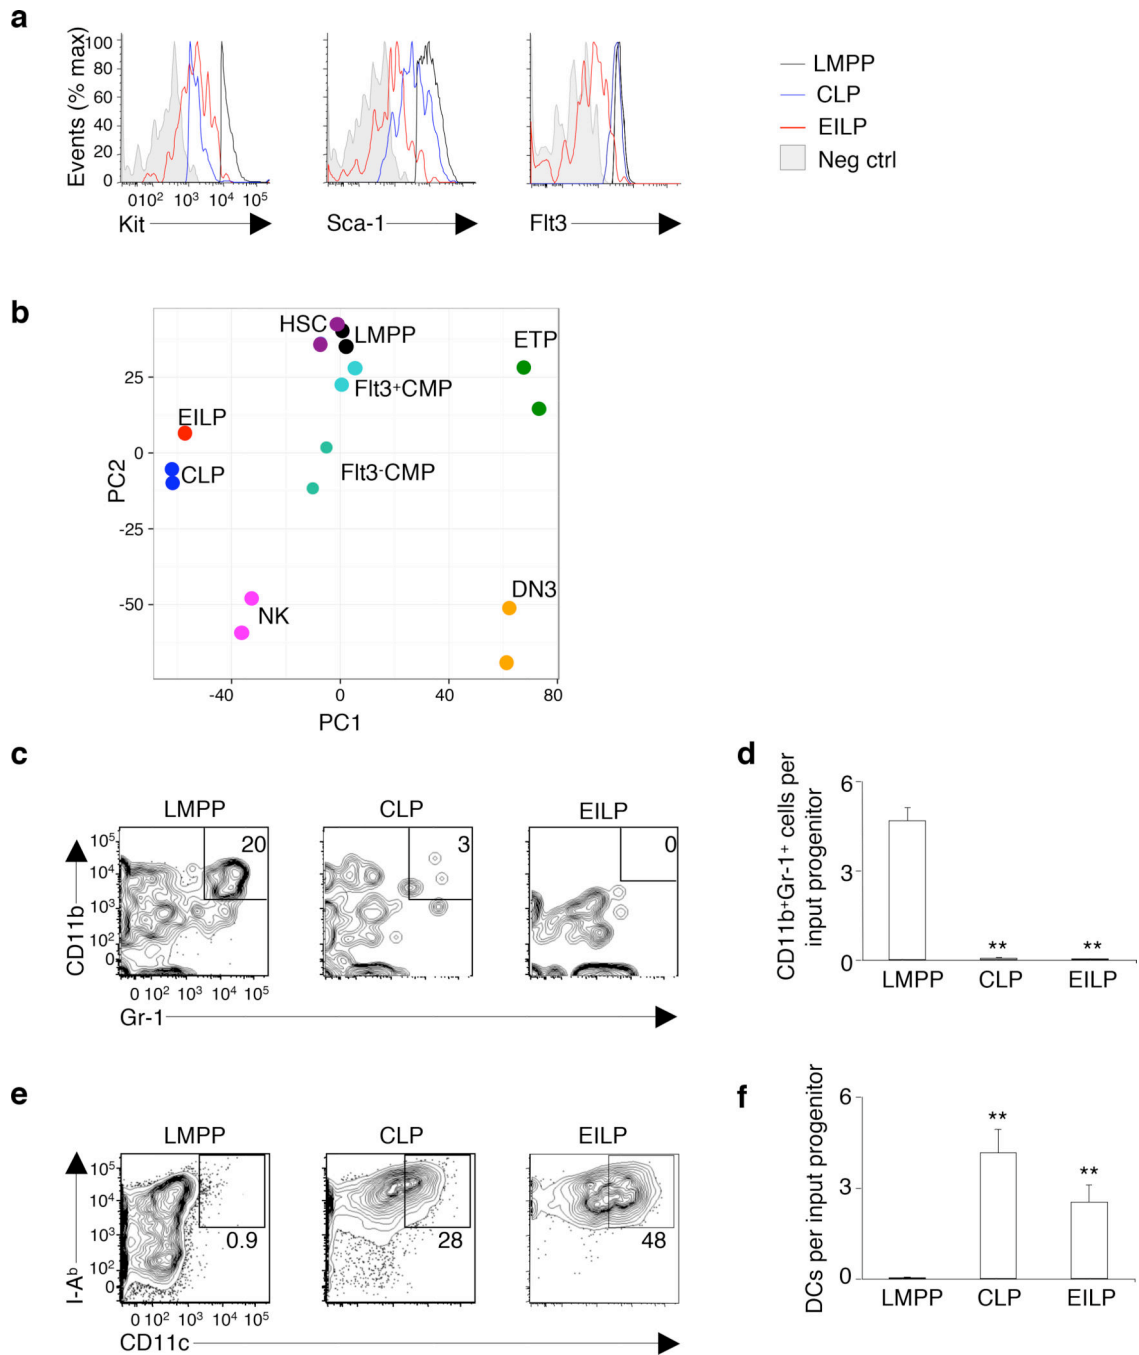 a
Events (% max)
100
80
60
40
20
0
010² 10³ 10⁴ 10⁵
Kit
Sca-1
Flt3
LMPP
CLP
EILP
Neg ctrl
b
PC2
25
0
-25
-50
HSC
LMPP
ETP
Flt3⁺CMP
EILP
CLP
Flt3⁻CMP
DN3
NK
-40 0 40 80
PC1
c
LMPP CLP EILP
CD11b
10⁵
10⁴
10³
10²
0
20
3
0
0 10² 10³ 10⁴ 10⁵
Gr-1
d
CD11b⁺Gr-1⁺ cells per
input progenitor
6
3
0
** **
LMPP CLP EILP
e
LMPP CLP EILP
I-Aᵇ
10⁵
10⁴
10³
10²
0
0.9
28
48
0 10² 10³ 10⁴ 10⁵
CD11c
f
DCs per input progenitor
6
3
0
**
**
LMPP CLP EILP